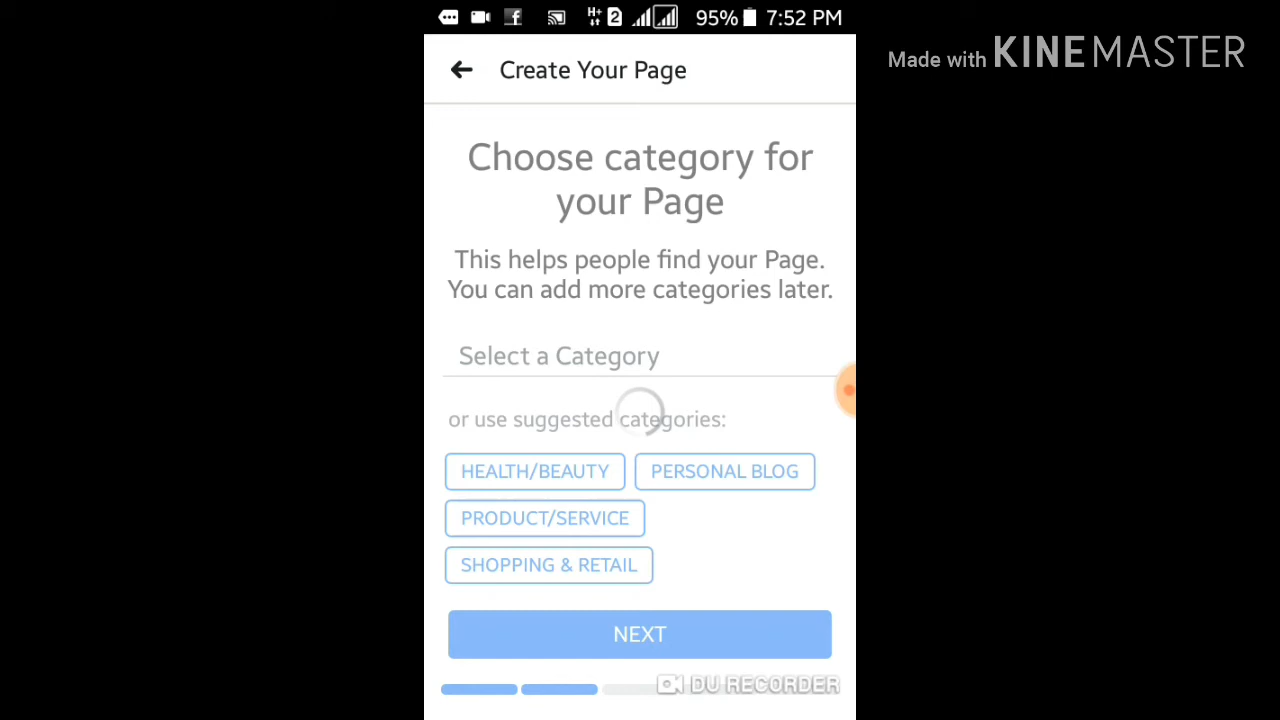 H+ 2 95% 7:52 PM
Made with KINEMASTER
Create Your Page
Choose category for
your Page
This helps people find your Page.
You can add more categories later.
Select a Category
or use suggested categories:
HEALTH/BEAUTY PERSONAL BLOG
PRODUCT/SERVICE
SHOPPING & RETAIL
NEXT
DU RECORDER